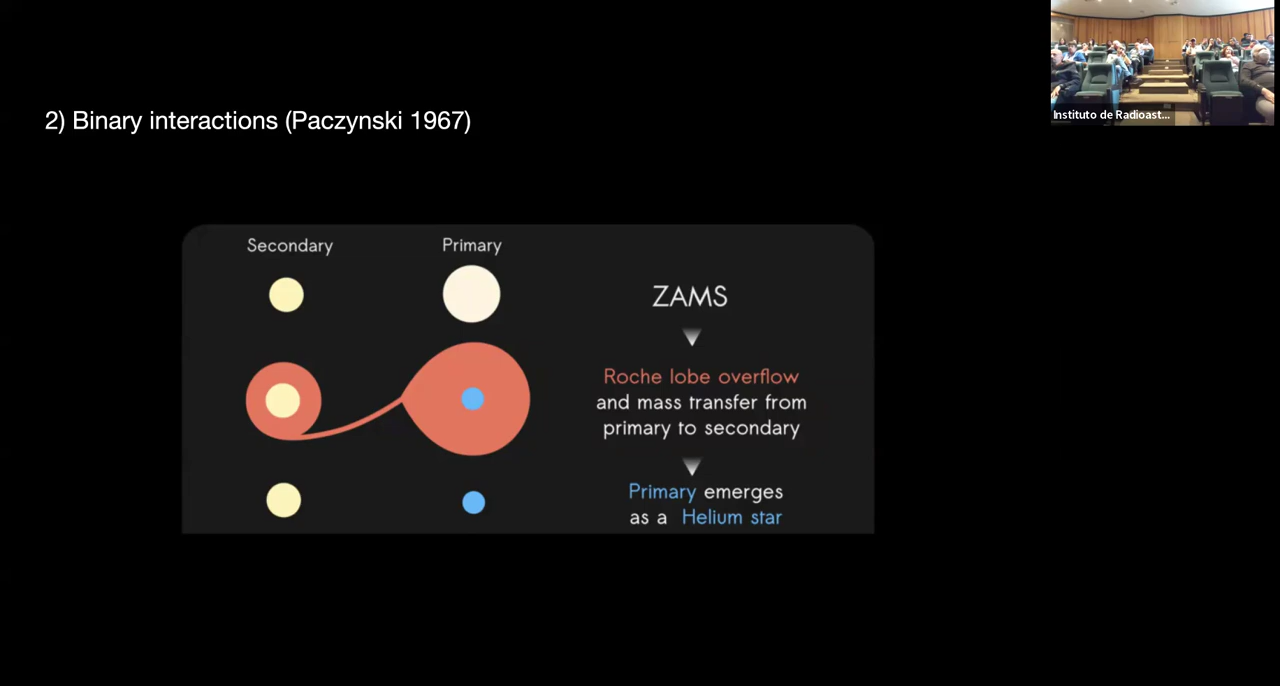 2) Binary interactions (Paczynski 1967)
Instituto de Radioast...
Secondary
Primary
ZAMS
Roche lobe overflow
and mass transfer from
primary to secondary
Primary emerges
as a Helium star